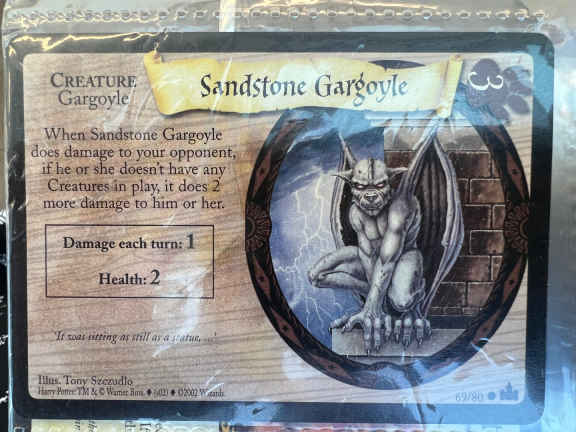 Sandstone Gargoyle
3
CREATURE
Gargoyle
When Sandstone Gargoyle
does damage to your opponent,
if he or she doesn't have any
Creatures in play, it does 2
more damage to him or her.
Damage each turn: 1
Health: 2
'It was sitting as still as a statue, ...'
Illus. Tony Szczudlo
Harry Potter: TM & © Warner Bros. ♦ (s02) ♦ ©2002 Wizards.
69/80